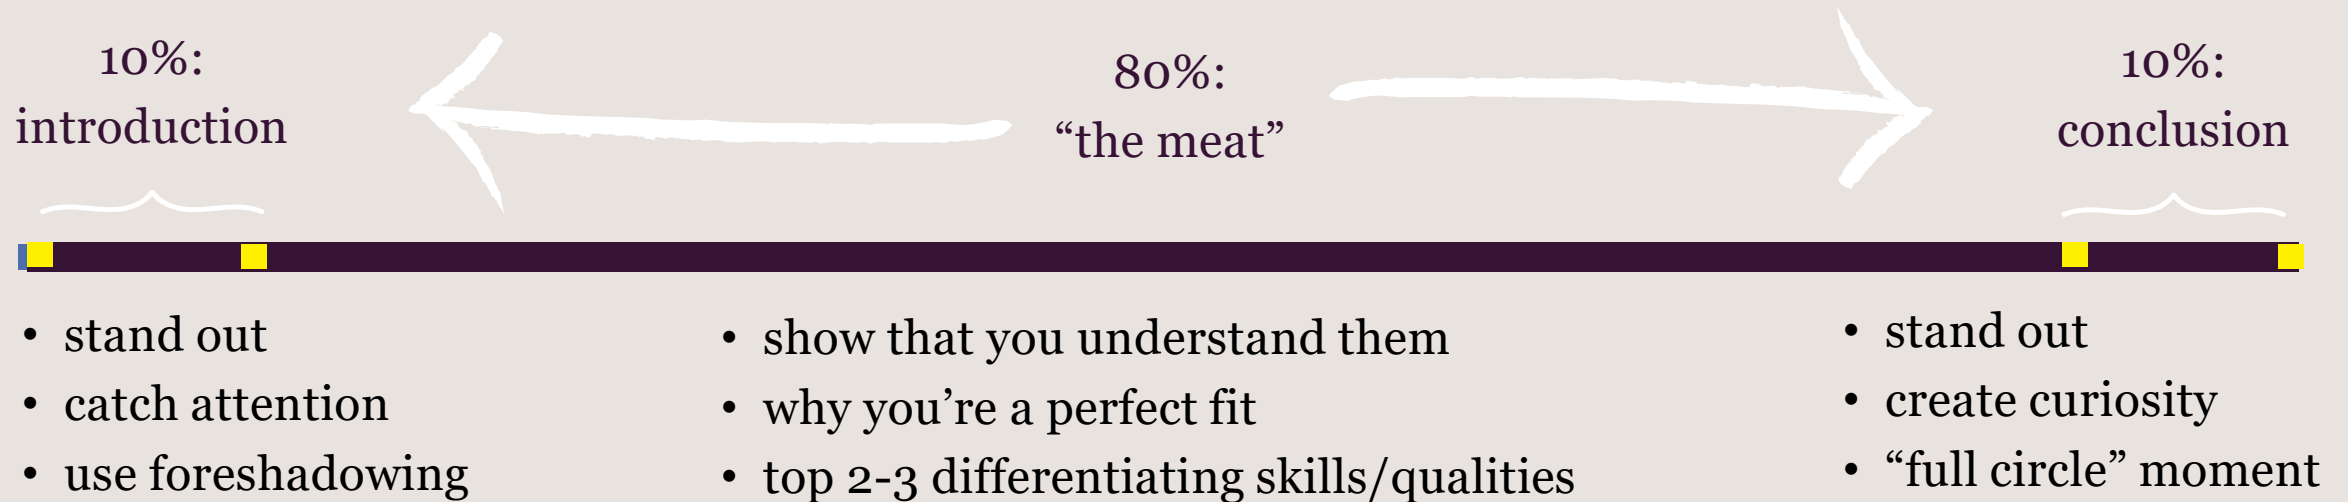 10%:
introduction
80%:
“the meat”
10%:
conclusion
• stand out
• catch attention
• use foreshadowing
• show that you understand them
• why you’re a perfect fit
• top 2-3 differentiating skills/qualities
• stand out
• create curiosity
• “full circle” moment